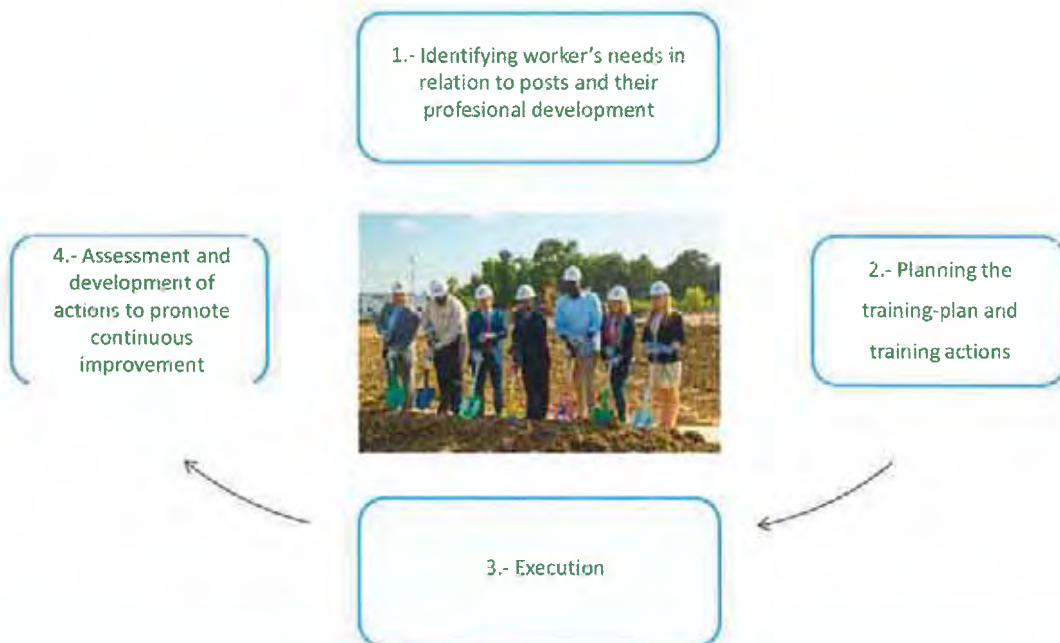 1.- Identifying worker's needs in
relation to posts and their
profesional development
2.- Planning the
training-plan and
training actions
3.- Execution
4.- Assessment and
development of
actions to promote
continuous
improvement